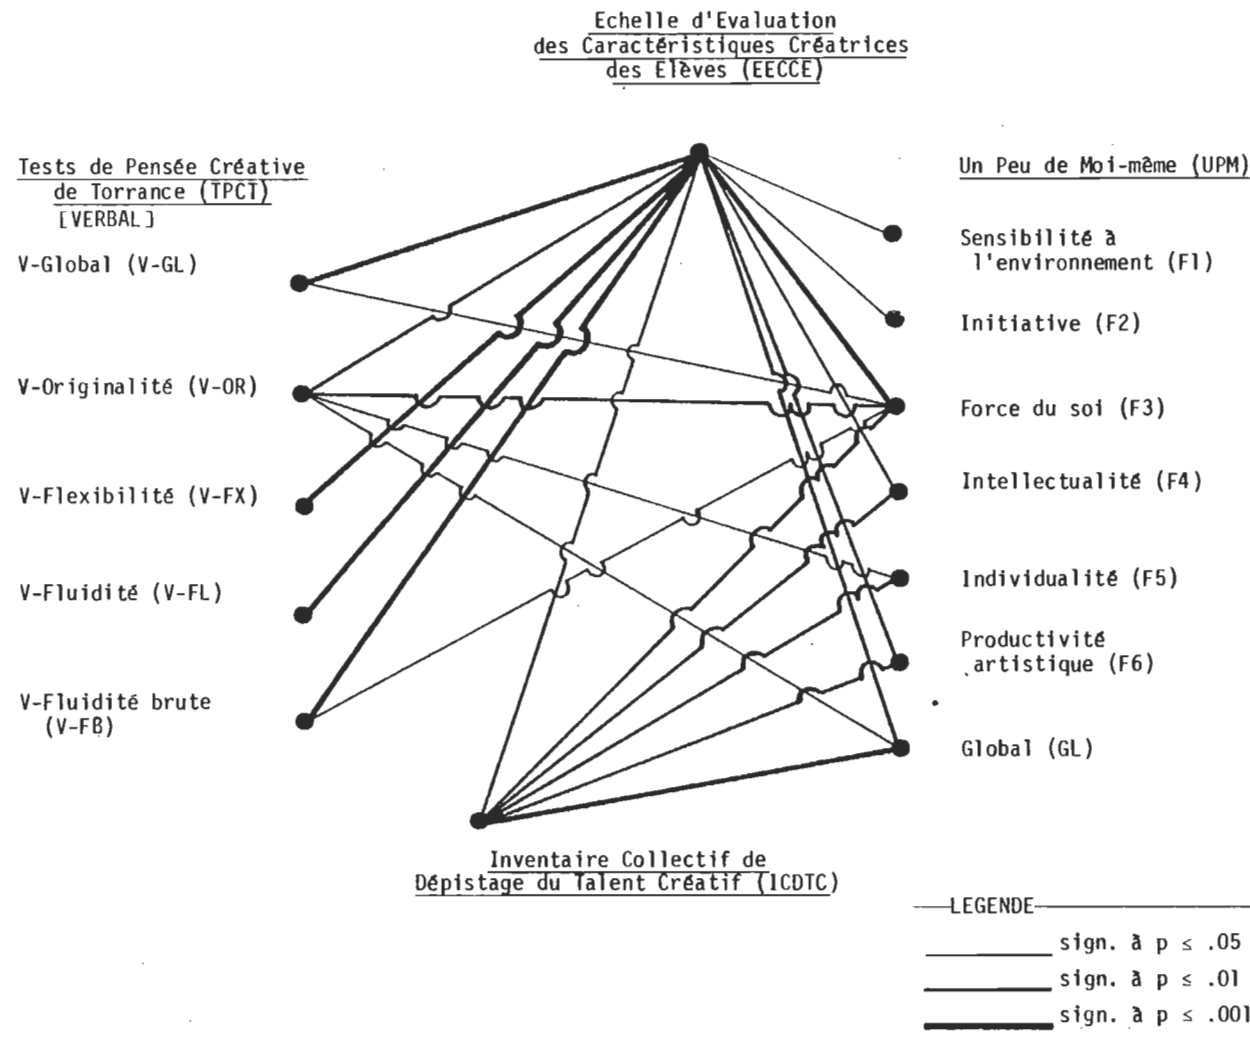 Echelle d'Evaluation
des Caractéristiques Créatrices
des Elèves (EECCE)
Tests de Pensée Créative
de Torrance (TPCT)
[VERBAL]
V-Global (V-GL)
V-Originalité (V-OR)
V-Flexibilité (V-FX)
V-Fluidité (V-FL)
V-Fluidité brute
(V-FB)
Un Peu de Moi-même (UPM)
Sensibilité à
l'environnement (F1)
Initiative (F2)
Force du soi (F3)
Intellectualité (F4)
Individualité (F5)
Productivité
artistique (F6)
Global (GL)
Inventaire Collectif de
Dépistage du Talent Créatif (ICDTC)
LEGENDE
sign. à p ≤ .05
sign. à p ≤ .01
sign. à p ≤ .001